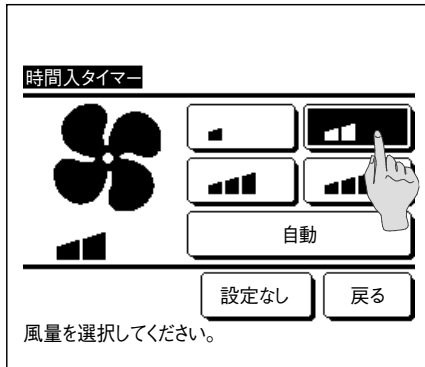 時間入タイマー
自動
設定なし
戻る
風量を選択してください。